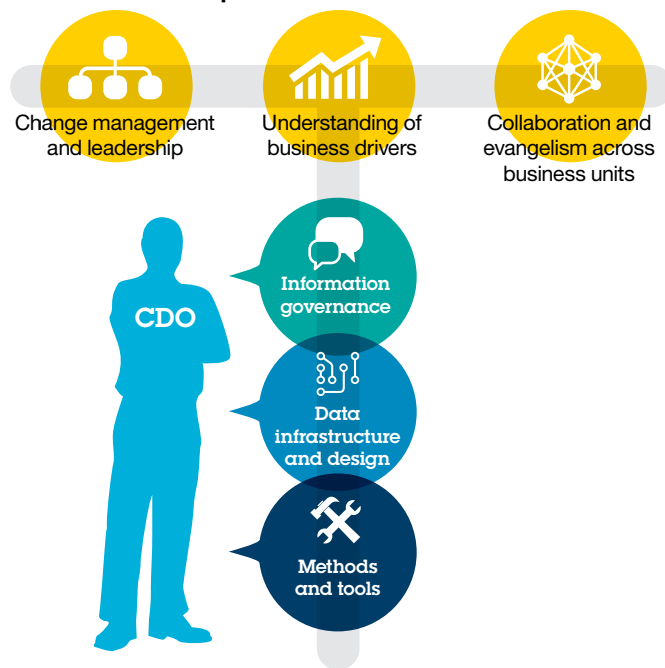 Change management
and leadership
Understanding of
business drivers
Collaboration and
evangelism across
business units
CDO
Information
governance
Data
infrastructure
and design
Methods
and tools